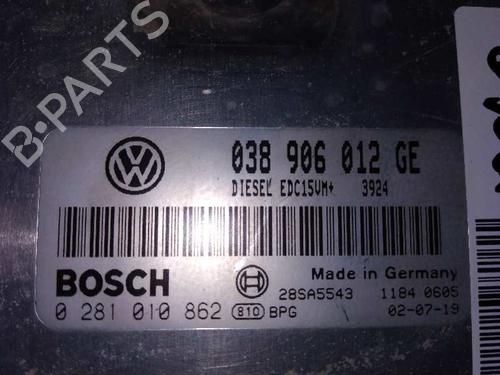 B-PARTS
038 906 012 GE
DIESEL EDC15VM+ 3924
BOSCH
Made in Germany
28SA5543 1184 0605
0 281 010 862 810 BPG 02-07-19